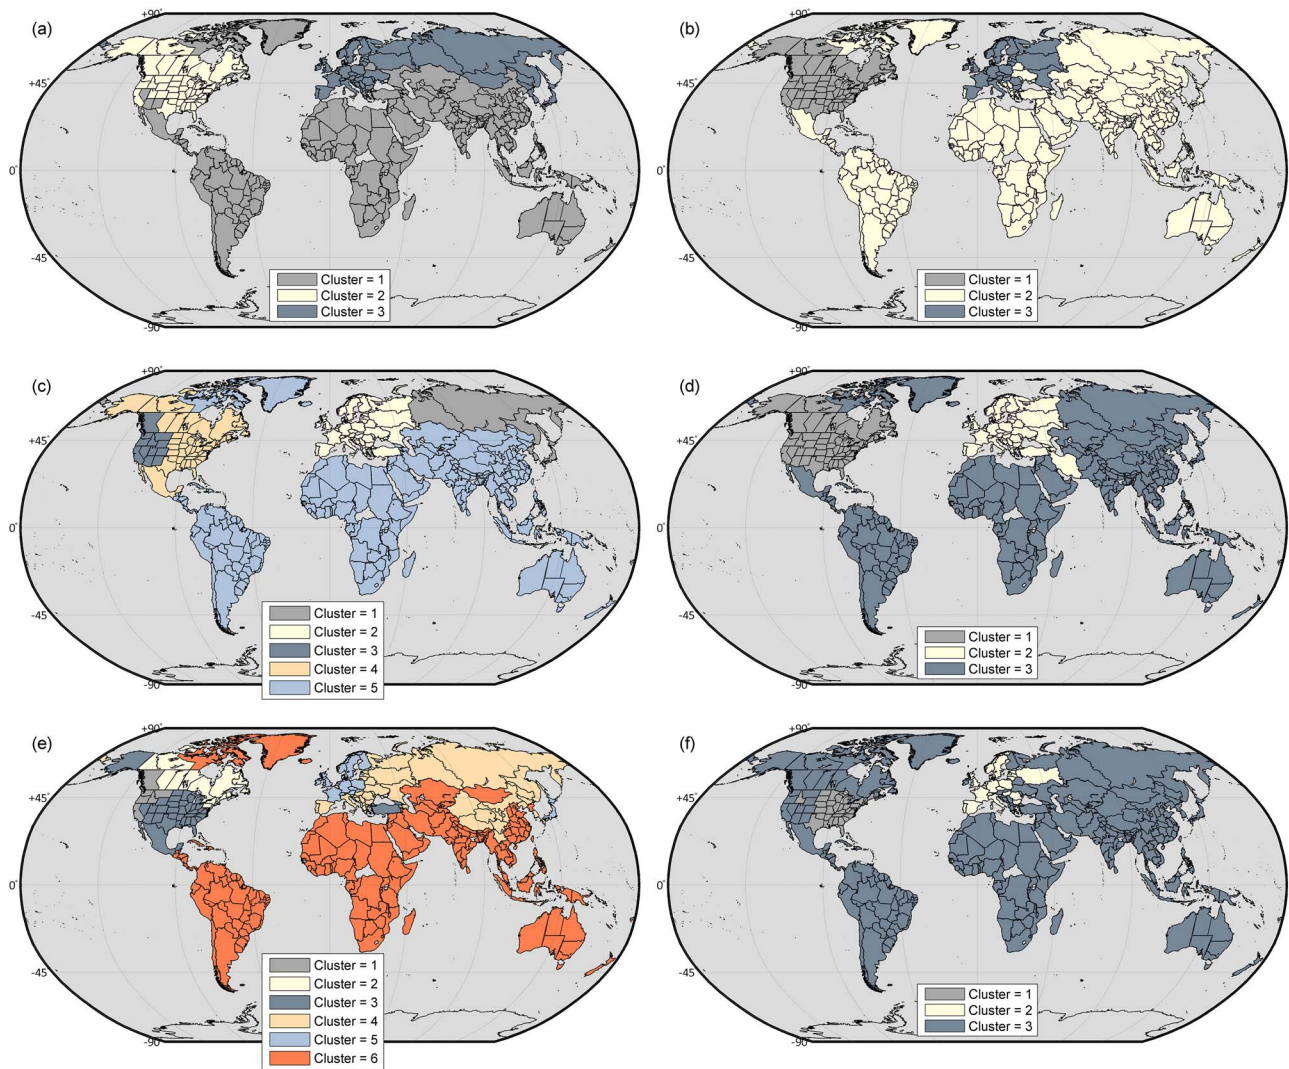 (a)
+90°
+45
0°
-45
-90
Cluster = 1
Cluster = 2
Cluster = 3
(b)
+90°
+45
0°
-45
-90
Cluster = 1
Cluster = 2
Cluster = 3
(c)
+90°
+45
0°
-45
-90
Cluster = 1
Cluster = 2
Cluster = 3
Cluster = 4
Cluster = 5
(d)
+90°
+45
0°
-45
-90
Cluster = 1
Cluster = 2
Cluster = 3
(e)
+90°
+45
0°
-45
-90
Cluster = 1
Cluster = 2
Cluster = 3
Cluster = 4
Cluster = 5
Cluster = 6
(f)
+90°
+45
0°
-45
-90
Cluster = 1
Cluster = 2
Cluster = 3